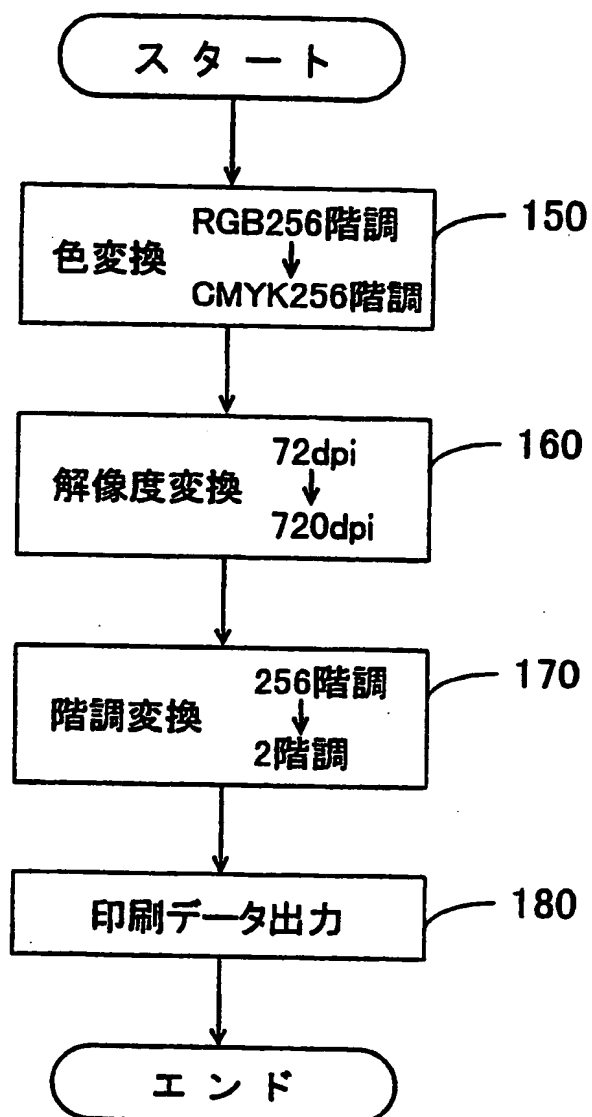 スタート
色変換
RGB256階調
↓
CMYK256階調
150
解像度変換
72dpi
↓
720dpi
160
階調変換
256階調
↓
2階調
170
印刷データ出力
180
エンド